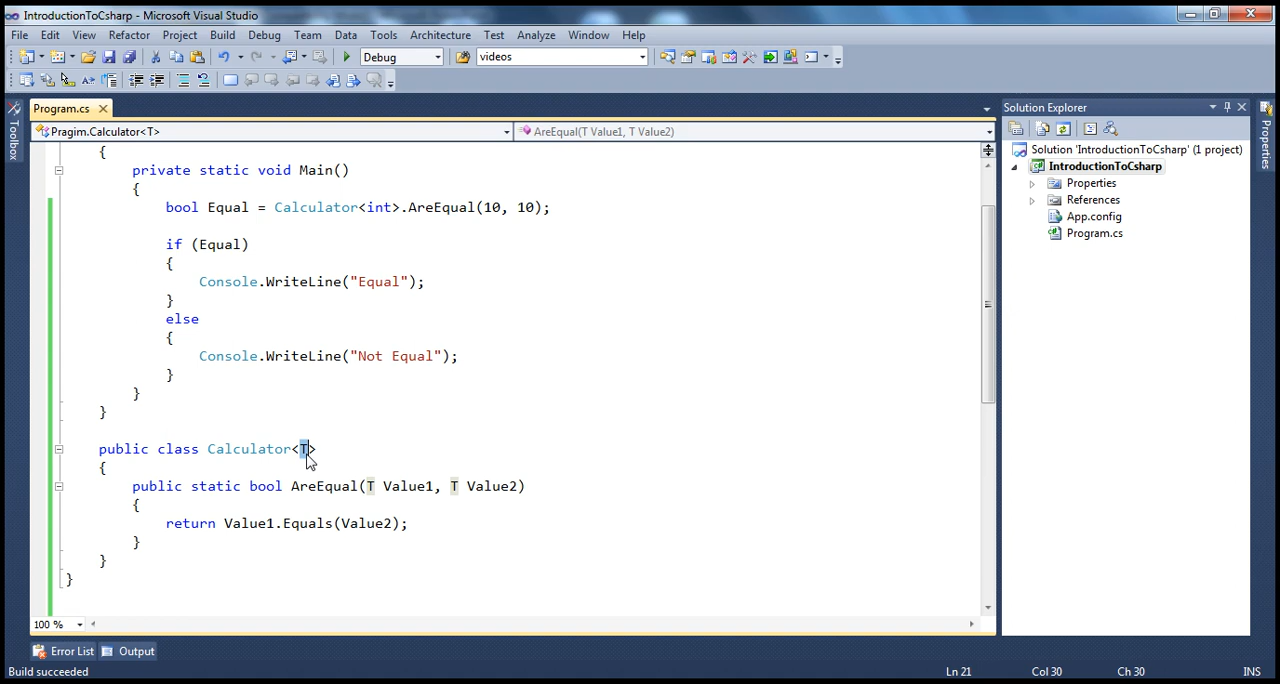 IntroductionToCsharp - Microsoft Visual Studio
File Edit View Refactor Project Build Debug Team Data Tools Architecture Test Analyze Window Help
Debug videos
Program.cs
Solution Explorer
Toolbox
Properties
Pragim.Calculator<T> AreEqual(T Value1, T Value2)
{
private static void Main()
{
bool Equal = Calculator<int>.AreEqual(10, 10);
if (Equal)
{
Console.WriteLine("Equal");
}
else
{
Console.WriteLine("Not Equal");
}
}
}
public class Calculator<T>
{
public static bool AreEqual(T Value1, T Value2)
{
return Value1.Equals(Value2);
}
}
}
Solution 'IntroductionToCsharp' (1 project)
IntroductionToCsharp
Properties
References
App.config
Program.cs
100 %
Error List Output
Build succeeded Ln 21 Col 30 Ch 30 INS